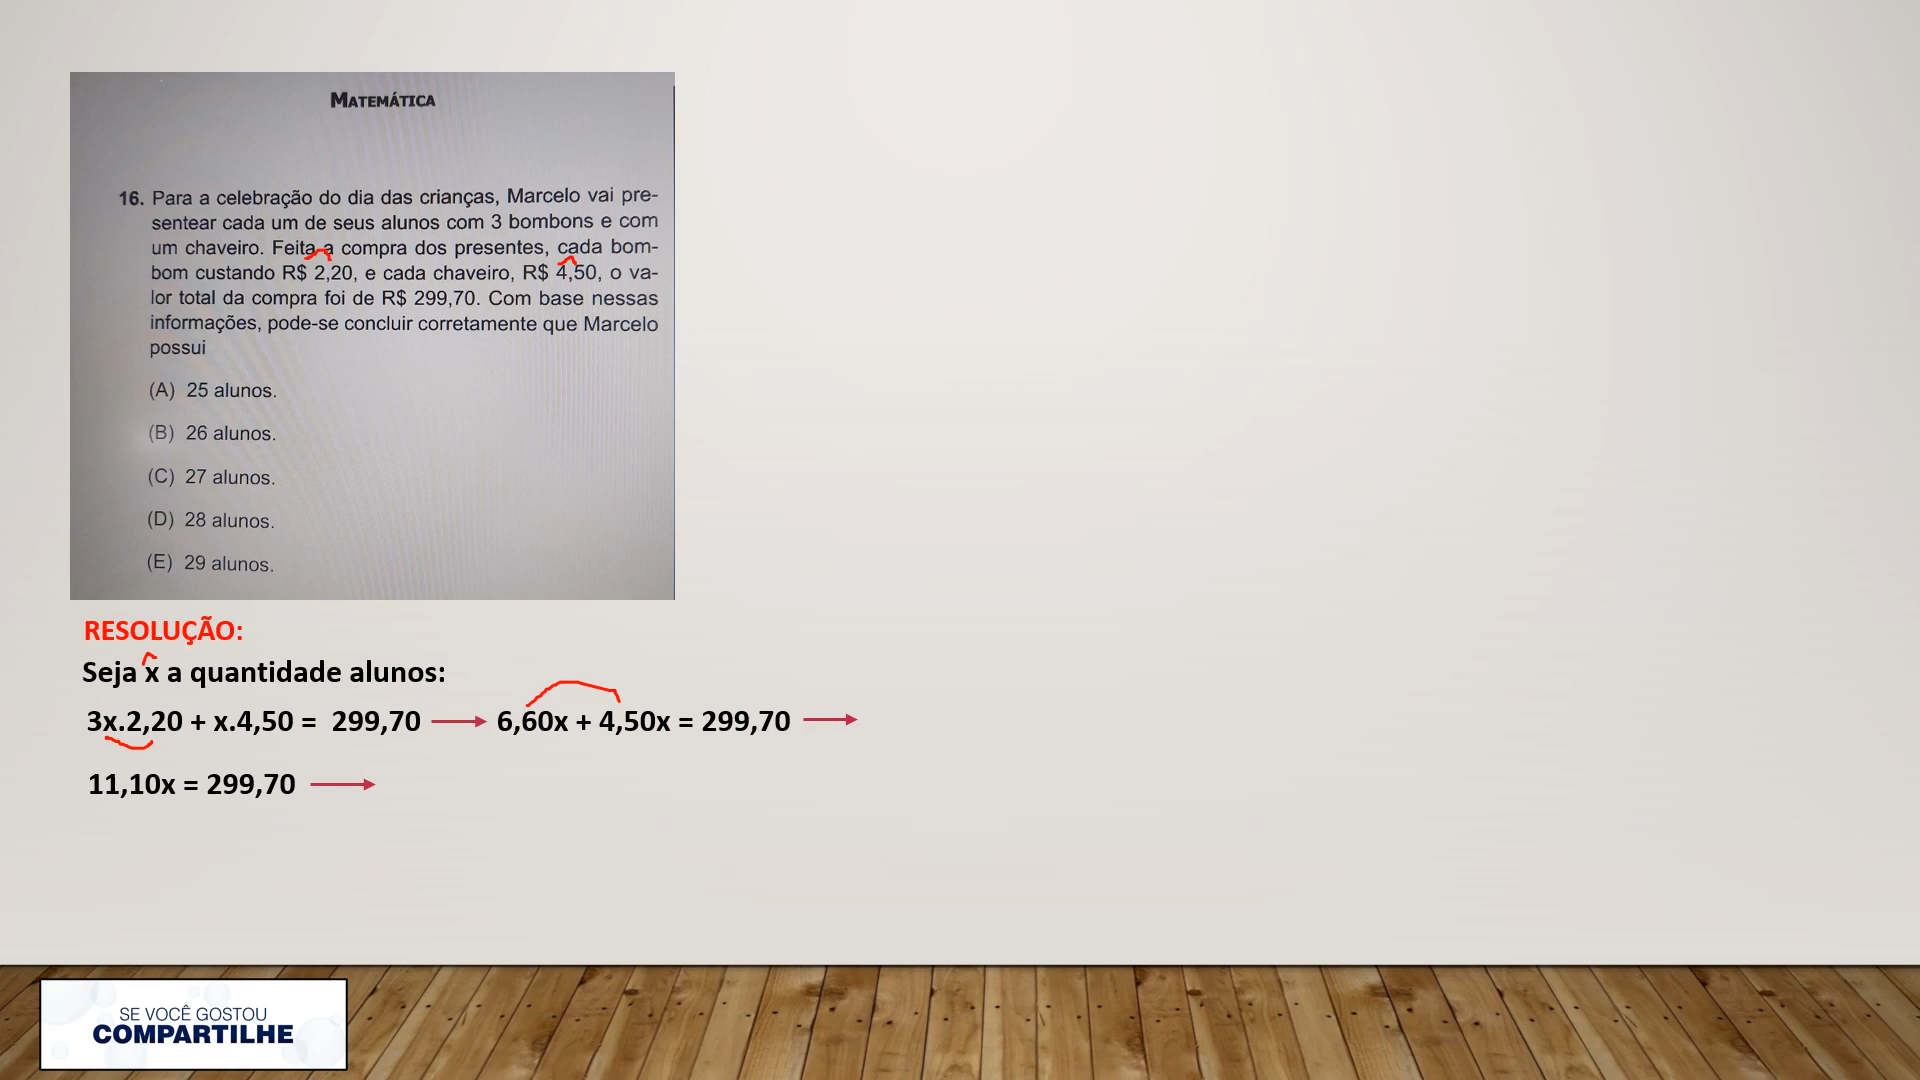 MATEMÁTICA
16. Para a celebração do dia das crianças, Marcelo vai pre-
sentear cada um de seus alunos com 3 bombons e com
um chaveiro. Feita a compra dos presentes, cada bom-
bom custando R$ 2,20, e cada chaveiro, R$ 4,50, o va-
lor total da compra foi de R$ 299,70. Com base nessas
informações, pode-se concluir corretamente que Marcelo
possui
(A) 25 alunos.
(B) 26 alunos.
(C) 27 alunos.
(D) 28 alunos.
(E) 29 alunos.
RESOLUÇÃO:
Seja x a quantidade alunos:
3x.2,20 + x.4,50 = 299,70 → 6,60x + 4,50x = 299,70 →
11,10x = 299,70 →
SE VOCÊ GOSTOU
COMPARTILHE